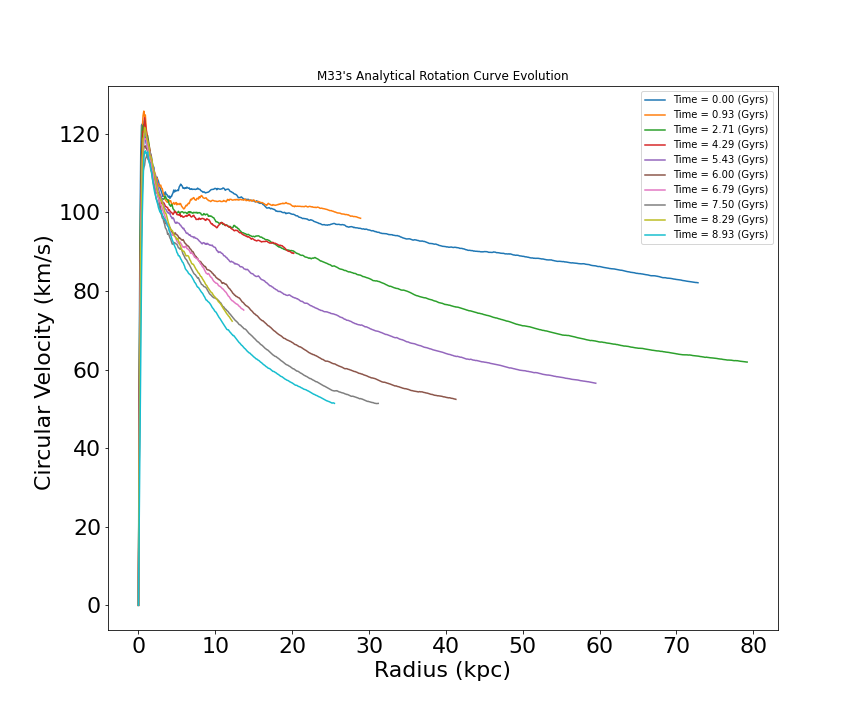 M33's Analytical Rotation Curve Evolution
Time = 0.00 (Gyrs)
Time = 0.93 (Gyrs)
Time = 2.71 (Gyrs)
Time = 4.29 (Gyrs)
Time = 5.43 (Gyrs)
Time = 6.00 (Gyrs)
Time = 6.79 (Gyrs)
Time = 7.50 (Gyrs)
Time = 8.29 (Gyrs)
Time = 8.93 (Gyrs)
Circular Velocity (km/s)
120
100
80
60
40
20
0
0 10 20 30 40 50 60 70 80
Radius (kpc)